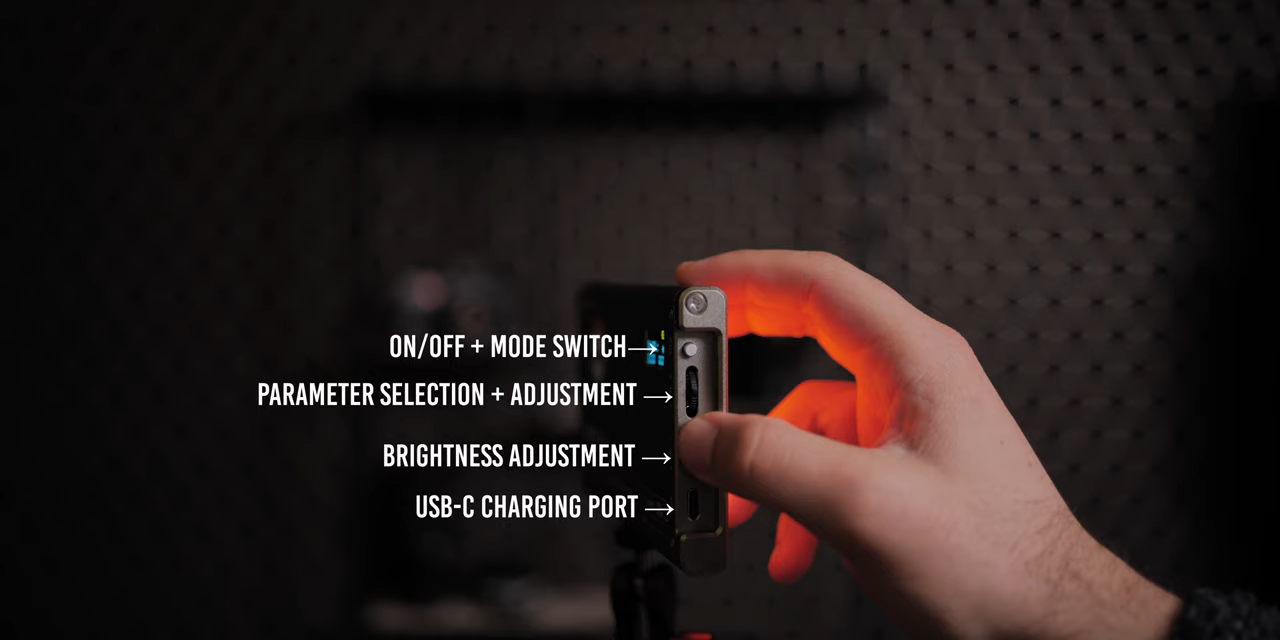 ON/OFF + MODE SWITCH→
PARAMETER SELECTION + ADJUSTMENT →
BRIGHTNESS ADJUSTMENT →
USB-C CHARGING PORT →